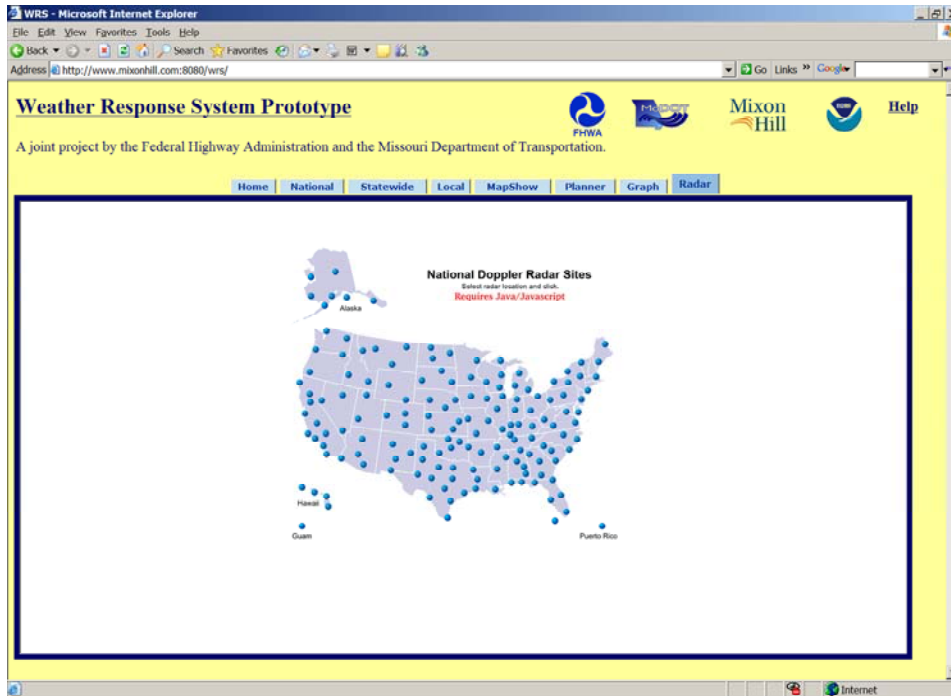 WRS - Microsoft Internet Explorer
File Edit View Favorites Tools Help
Back Search Favorites
Address http://www.mixonhill.com:8080/wrs/ Go Links » Google
Weather Response System Prototype
FHWA
MoDOT
Mixon
Hill
NOAA
Help
A joint project by the Federal Highway Administration and the Missouri Department of Transportation.
Home National Statewide Local MapShow Planner Graph Radar
National Doppler Radar Sites
Select radar location and click.
Requires Java/Javascript
Alaska
Hawaii
Guam
Puerto Rico
Internet